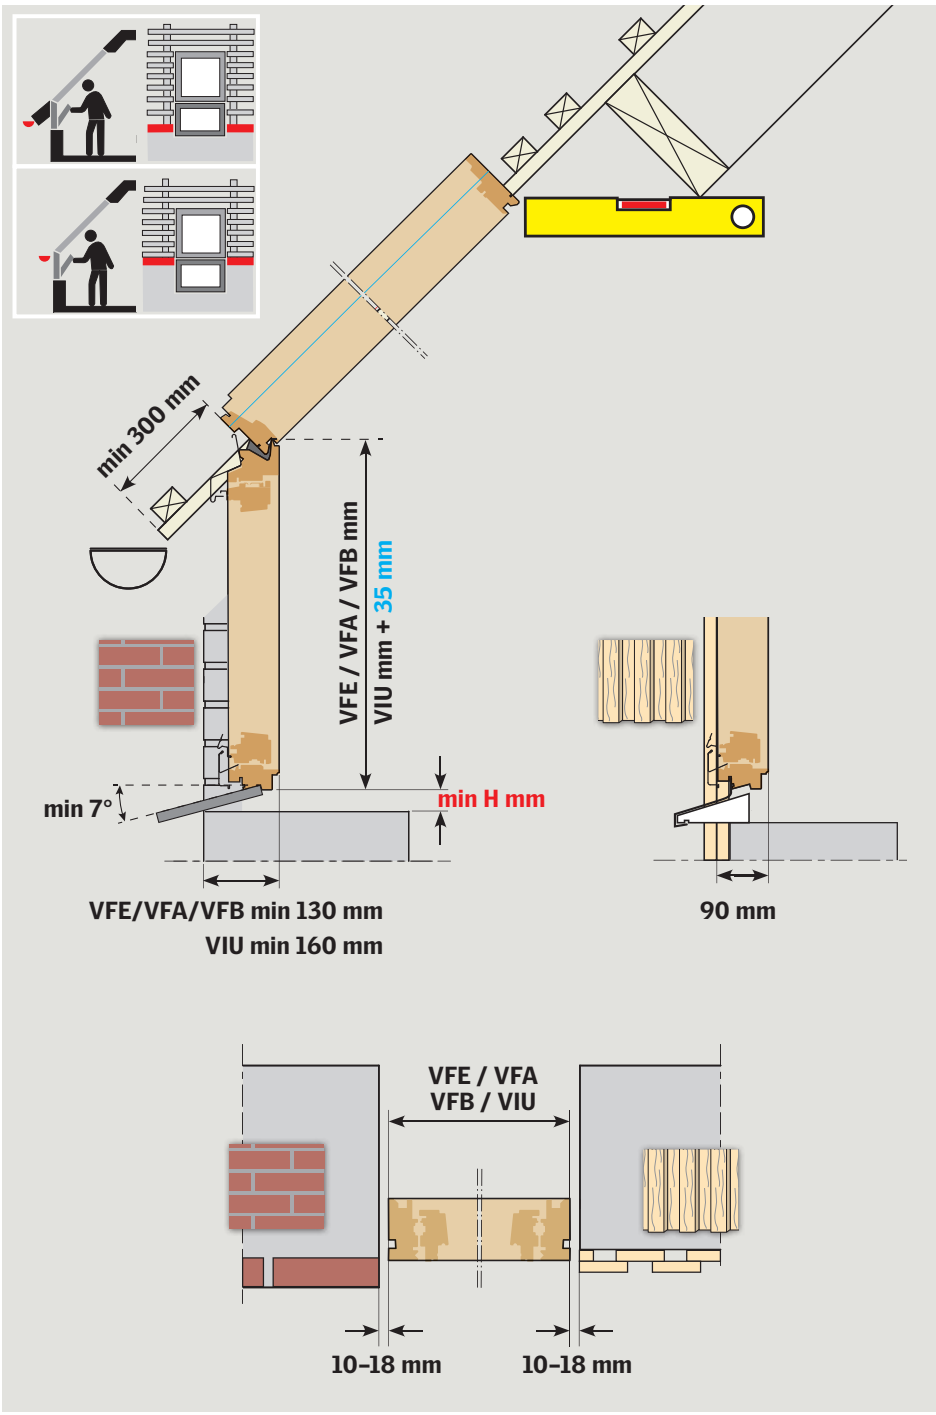 min 300 mm
VFE / VFA / VFB mm
VIU mm + 35 mm
min 7°
min H mm
VFE/VFA/VFB min 130 mm
VIU min 160 mm
90 mm
VFE / VFA
VFB / VIU
10–18 mm
10–18 mm